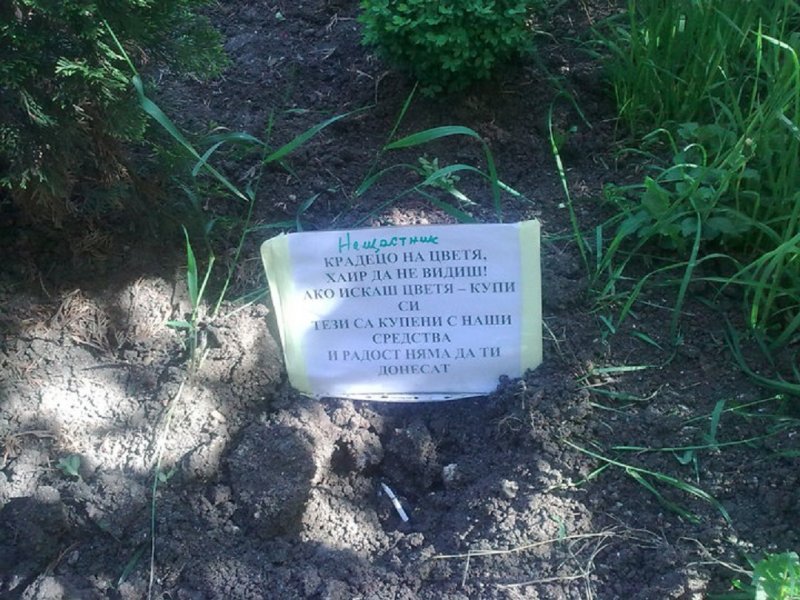 Нещастник
КРАДЕЦО НА ЦВЕТЯ,
ХАИР ДА НЕ ВИДИШ!
АКО ИСКАШ ЦВЕТЯ – КУПИ
СИ
ТЕЗИ СА КУПЕНИ С НАШИ
СРЕДСТВА
И РАДОСТ НЯМА ДА ТИ
ДОНЕСАТ